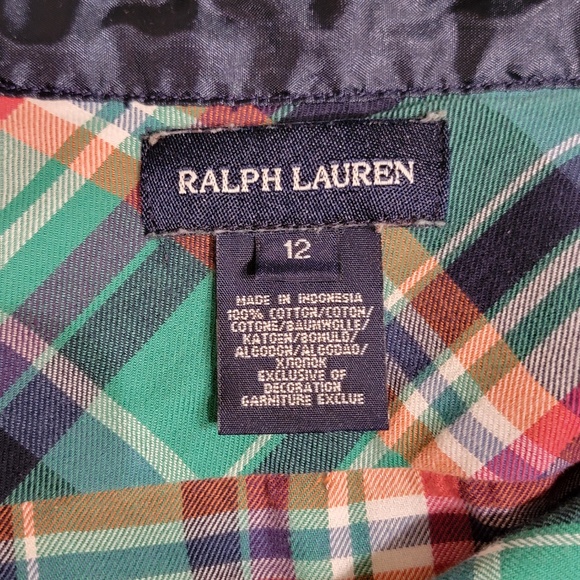 RALPH LAUREN
12
MADE IN INDONESIA
100% COTTON/COTON/
COTONE/BAUMWOLLE/
KATOEN/BOMULD/
ALGODON/ALGODAO/
ХЛОПОК
EXCLUSIVE OF
DECORATION
GARNITURE EXCLUE